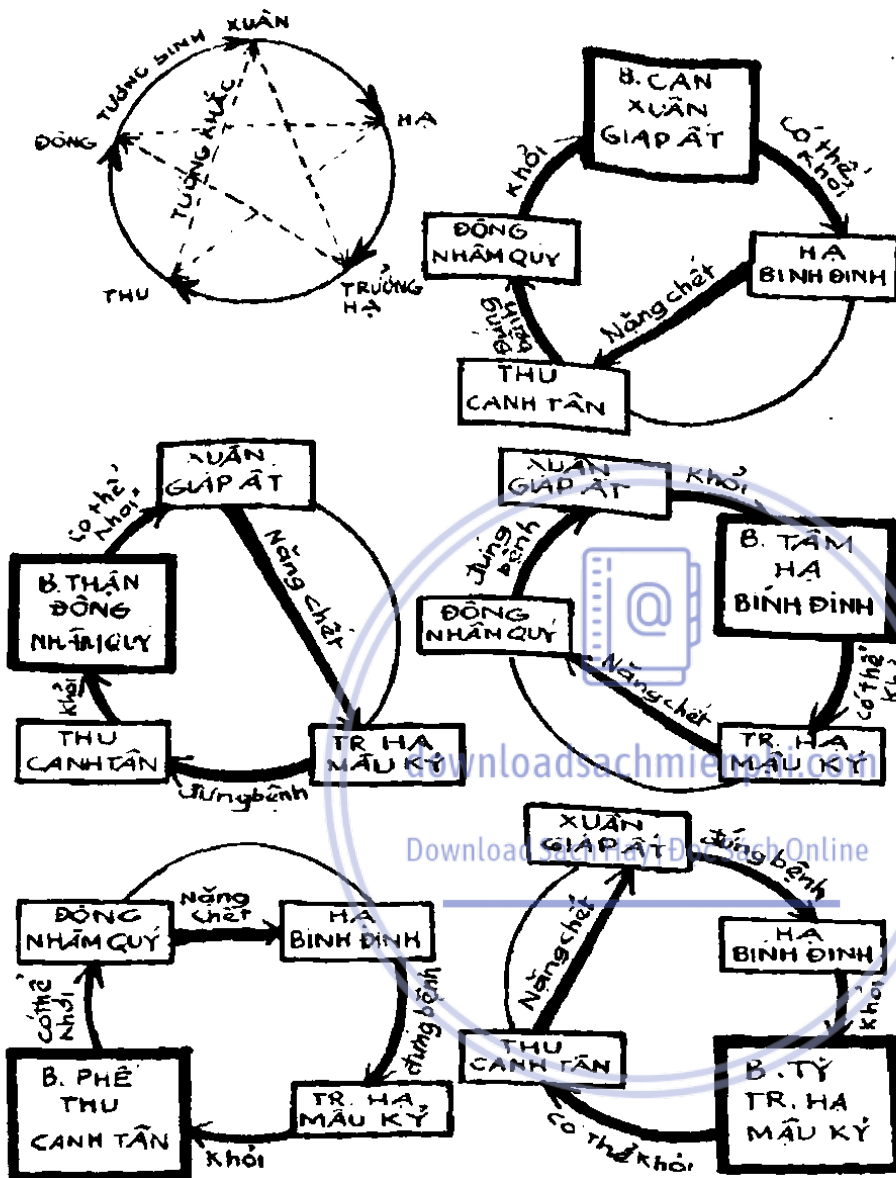 XUÂN
TƯƠNG SINH
TƯƠNG KHẮC
ĐÔNG
HẠ
THU
TRƯỞNG
HẠ
B. CAN
XUÂN
GIÁP ẤT
Khỏi
Có thể
Khỏi
ĐÔNG
NHÂM QUÝ
HẠ
BINH ĐINH
Nặng chết
đứng
bệnh
THU
CANH TÂN
XUÂN
GIÁP ẤT
Có thể
Khỏi
Nặng chết
B. THẬN
ĐÔNG
NHÂM QUÝ
Khỏi
THU
CANH TÂN
TR. HẠ
MẬU KỶ
đứng bệnh
XUÂN
GIÁP ẤT
Khỏi
đứng
bệnh
B. TÂM
HẠ
BÍNH ĐINH
ĐÔNG
NHÂM QUÝ
Nặng chết
Có thể
TR. HẠ
MẬU KỶ
downloadsachmienphi.com
Download Sách Hay | Đọc Sách Online
ĐÔNG
NHÂM QUÝ
Nặng
chết
HẠ
BINH ĐINH
Có thể
Khỏi
đứng bệnh
B. PHẾ
THU
CANH TÂN
Khỏi
TR. HẠ
MẬU KỶ
XUÂN
GIÁP ẤT
đứng bệnh
Nặng chết
HẠ
BÍNH ĐINH
Khỏi
THU
CANH TÂN
Có thể Khỏi
B. TỲ
TR. HẠ
MẬU KỶ